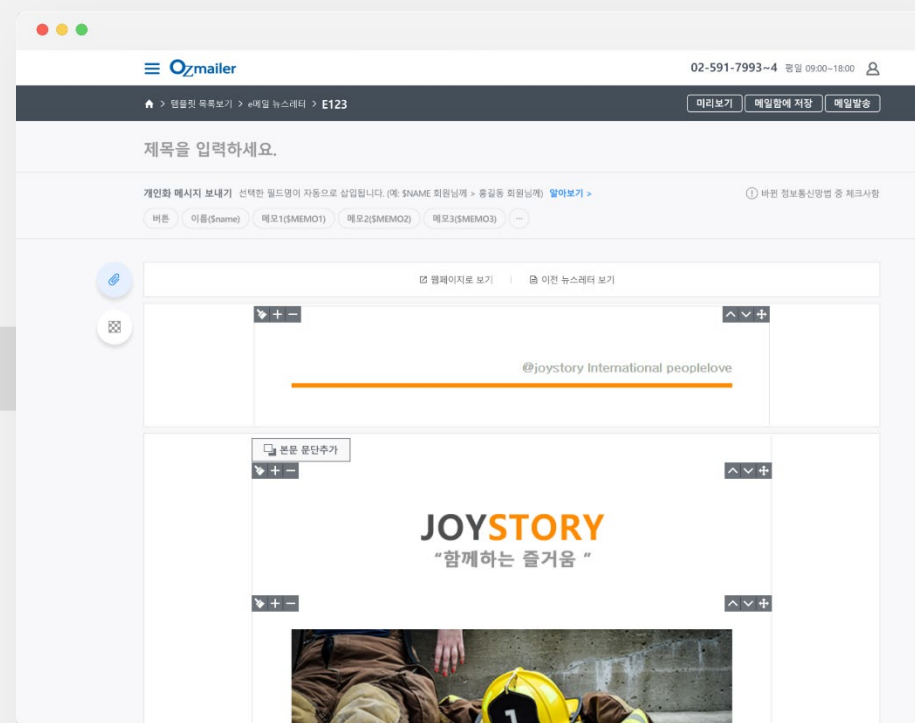 Ozmailer
02-591-7993~4 평일 09:00~18:00
> 템플릿 목록보기 > e메일 뉴스레터 > E123
미리보기 메일함에 저장 메일발송
제목을 입력하세요.
개인화 메시지 보내기 선택한 필드명이 자동으로 삽입됩니다. (예: $NAME 회원님께 > 홍길동 회원님께) 알아보기 >
바뀐 정보통신망법 중 체크사항
버튼 이름($name) 메모1($MEMO1) 메모2($MEMO2) 메모3($MEMO3) ...
웹페이지로 보기 | 이전 뉴스레터 보기
@joystory International peoplelove
본문 문단추가
JOYSTORY
“함께하는 즐거움 ”
1